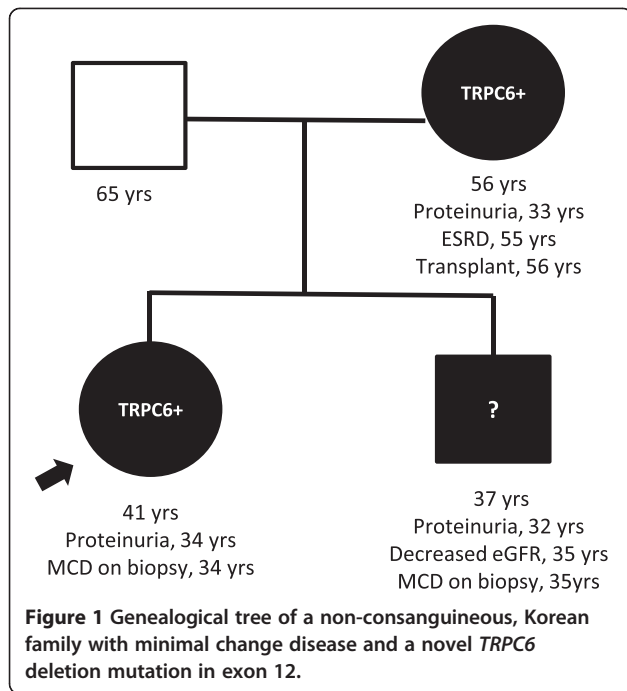 TRPC6+
65 yrs
56 yrs
Proteinuria, 33 yrs
ESRD, 55 yrs
Transplant, 56 yrs
TRPC6+
?
41 yrs
Proteinuria, 34 yrs
MCD on biopsy, 34 yrs
37 yrs
Proteinuria, 32 yrs
Decreased eGFR, 35 yrs
MCD on biopsy, 35yrs
Figure 1 Genealogical tree of a non-consanguineous, Korean
family with minimal change disease and a novel TRPC6
deletion mutation in exon 12.